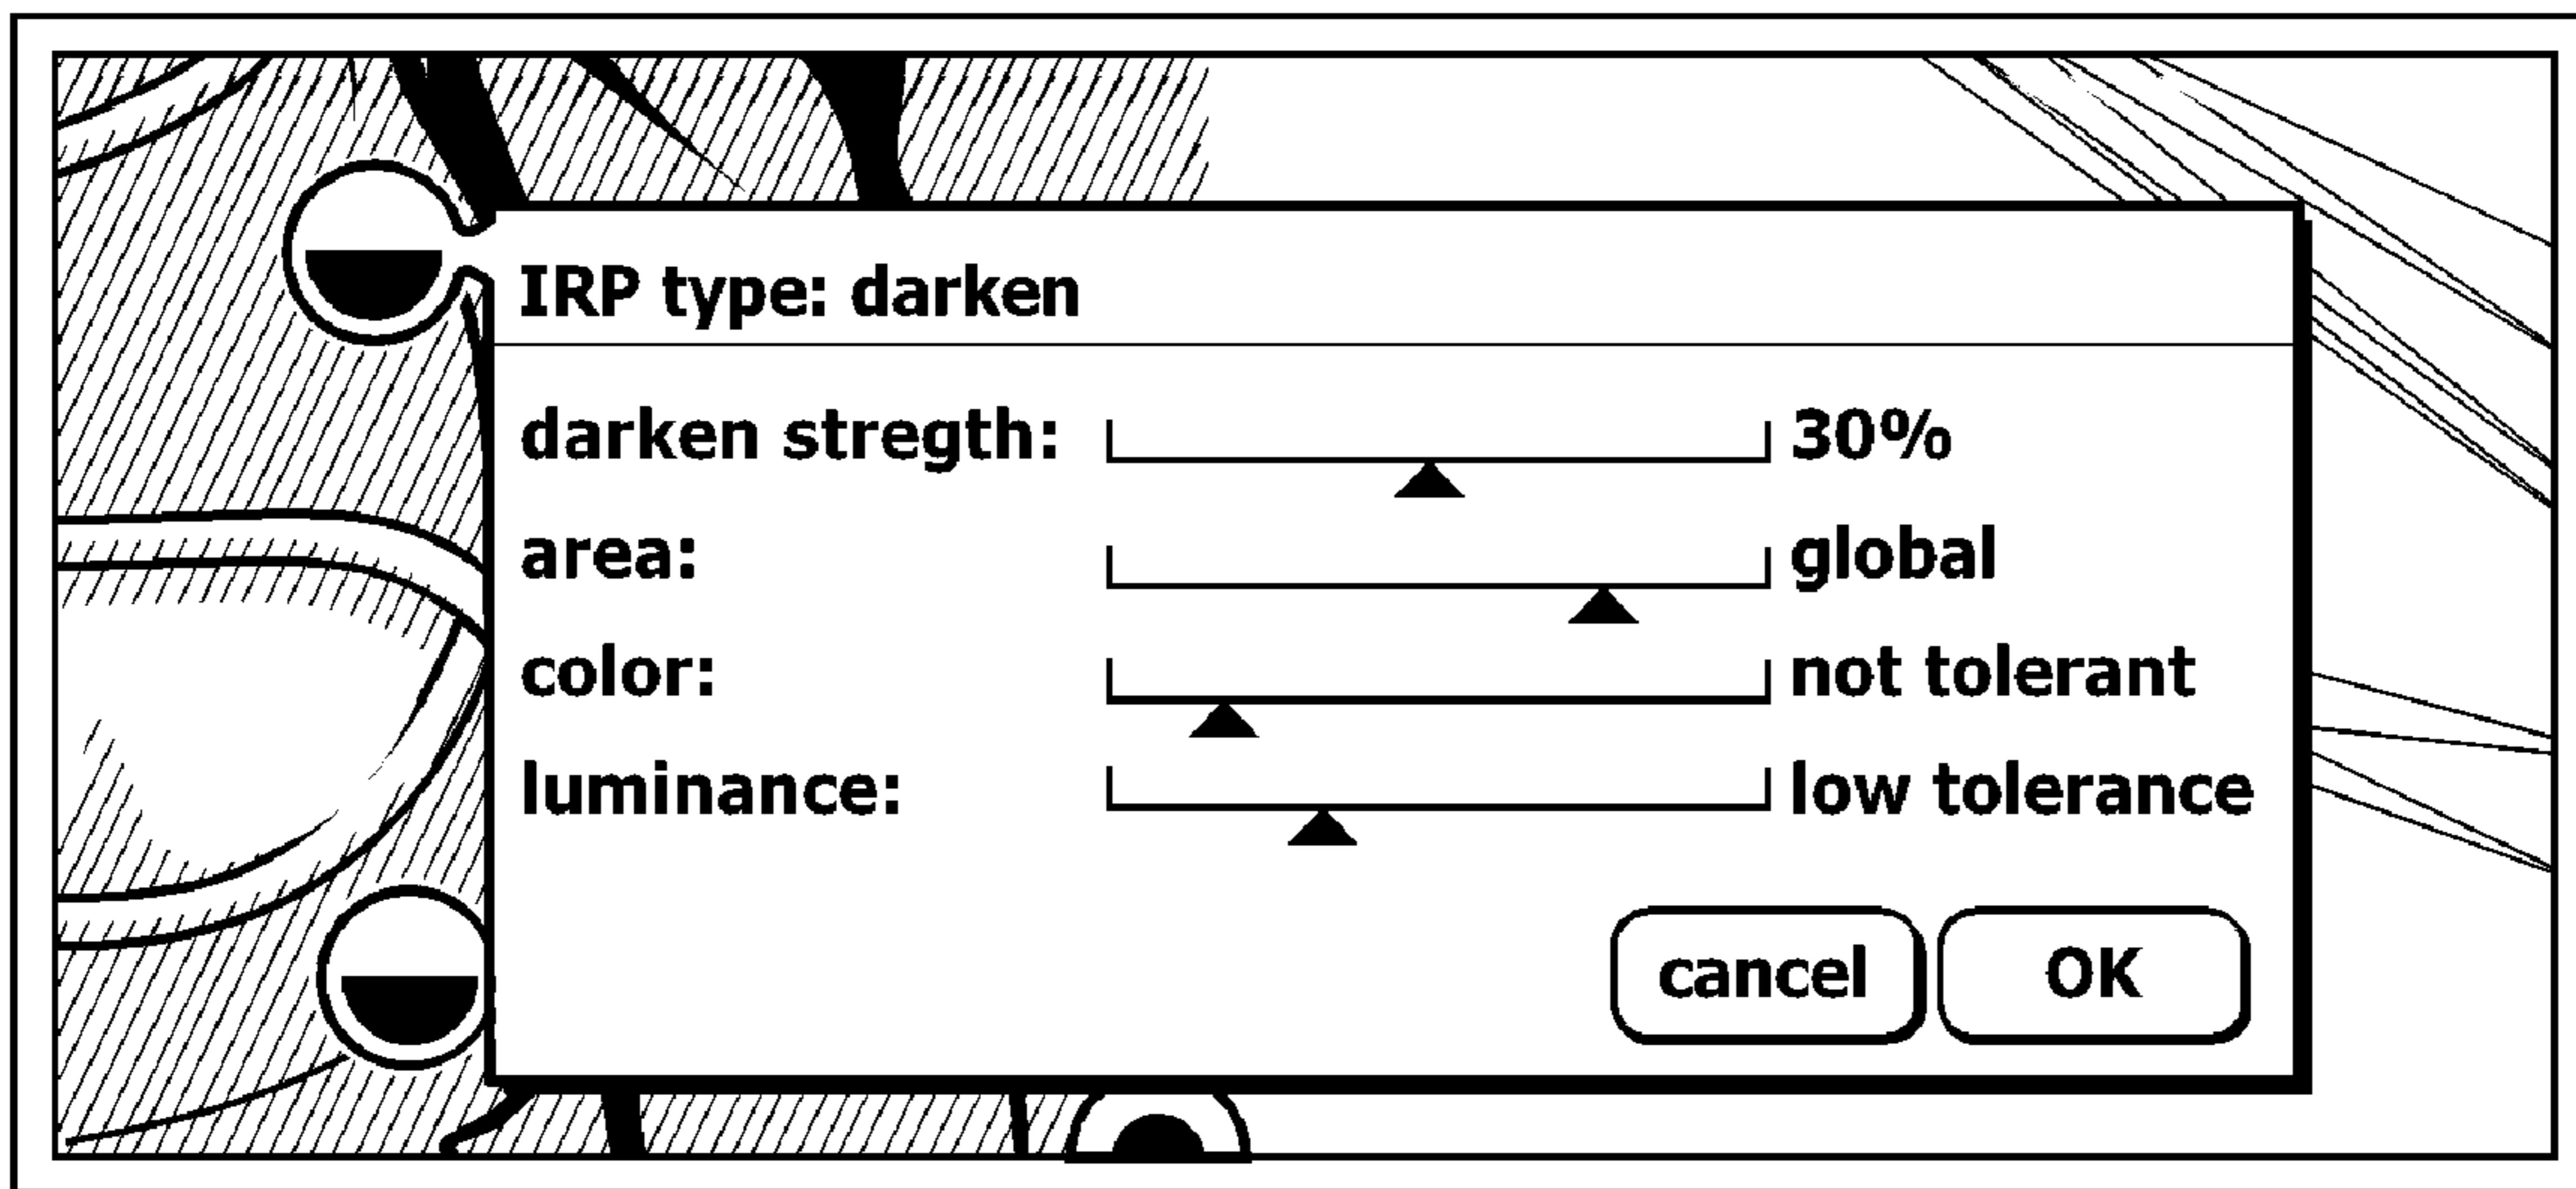 IRP type: darken
darken stregth: 30%
area: global
color: not tolerant
luminance: low tolerance
cancel OK